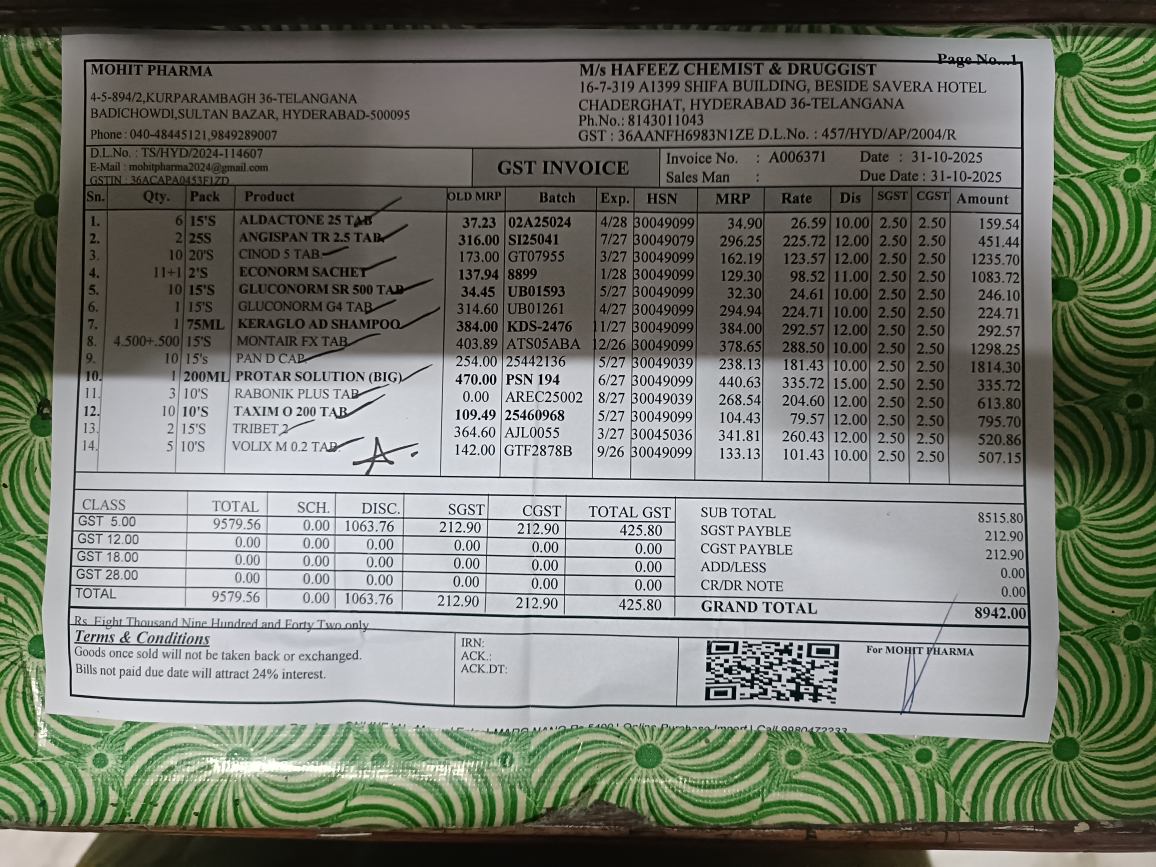 Page No...1
MOHIT PHARMA
4-5-894/2,KURPARAMBAGH 36-TELANGANA
BADICHOWDI,SULTAN BAZAR, HYDERABAD-500095
Phone : 040-48445121,9849289007
M/s HAFEEZ CHEMIST & DRUGGIST
16-7-319 A1399 SHIFA BUILDING, BESIDE SAVERA HOTEL
CHADERGHAT, HYDERABAD 36-TELANGANA
Ph.No.: 8143011043
GST : 36AANFH6983N1ZE D.L.No. : 457/HYD/AP/2004/R
D.L.No. : TS/HYD/2024-114607
E-Mail : mohitpharma2024@gmail.com
GSTIN : 36ACAPA0453F1ZD
GST INVOICE
Invoice No. : A006371 Date : 31-10-2025
Sales Man : Due Date : 31-10-2025
Sn. Qty. Pack Product OLD MRP Batch Exp. HSN MRP Rate Dis SGST CGST Amount
1. 6 15'S ALDACTONE 25 TAB 37.23 02A25024 4/28 30049099 34.90 26.59 10.00 2.50 2.50 159.54
2. 2 25S ANGISPAN TR 2.5 TAB 316.00 SI25041 7/27 30049079 296.25 225.72 12.00 2.50 2.50 451.44
3. 10 20'S CINOD 5 TAB 173.00 GT07955 3/27 30049099 162.19 123.57 12.00 2.50 2.50 1235.70
4. 11+1 2'S ECONORM SACHET 137.94 8899 1/28 30049099 129.30 98.52 11.00 2.50 2.50 1083.72
5. 10 15'S GLUCONORM SR 500 TAB 34.45 UB01593 5/27 30049099 32.30 24.61 10.00 2.50 2.50 246.10
6. 1 15'S GLUCONORM G4 TAB 314.60 UB01261 4/27 30049099 294.94 224.71 10.00 2.50 2.50 224.71
7. 1 75ML KERAGLO AD SHAMPOO 384.00 KDS-2476 11/27 30049099 384.00 292.57 12.00 2.50 2.50 292.57
8. 4.500+.500 15'S MONTAIR FX TAB 403.89 ATS05ABA 12/26 30049099 378.65 288.50 10.00 2.50 2.50 1298.25
9. 10 15's PAN D CAP 254.00 25442136 5/27 30049039 238.13 181.43 10.00 2.50 2.50 1814.30
10. 1 200ML PROTAR SOLUTION (BIG) 470.00 PSN 194 6/27 30049099 440.63 335.72 15.00 2.50 2.50 335.72
11. 3 10'S RABONIK PLUS TAB 0.00 AREC25002 8/27 30049039 268.54 204.60 12.00 2.50 2.50 613.80
12. 10 10'S TAXIM O 200 TAB 109.49 25460968 5/27 30049099 104.43 79.57 12.00 2.50 2.50 795.70
13. 2 15'S TRIBET 2 364.60 AJL0055 3/27 30045036 341.81 260.43 12.00 2.50 2.50 520.86
14. 5 10'S VOLIX M 0.2 TAB 142.00 GTF2878B 9/26 30049099 133.13 101.43 10.00 2.50 2.50 507.15
CLASS TOTAL SCH. DISC. SGST CGST TOTAL GST
GST 5.00 9579.56 0.00 1063.76 212.90 212.90 425.80
GST 12.00 0.00 0.00 0.00 0.00 0.00 0.00
GST 18.00 0.00 0.00 0.00 0.00 0.00 0.00
GST 28.00 0.00 0.00 0.00 0.00 0.00 0.00
TOTAL 9579.56 0.00 1063.76 212.90 212.90 425.80
SUB TOTAL 8515.80
SGST PAYBLE 212.90
CGST PAYBLE 212.90
ADD/LESS 0.00
CR/DR NOTE 0.00
GRAND TOTAL 8942.00
Rs. Eight Thousand Nine Hundred and Forty Two only
Terms & Conditions
Goods once sold will not be taken back or exchanged.
Bills not paid due date will attract 24% interest.
IRN:
ACK.:
ACK.DT:
For MOHIT PHARMA